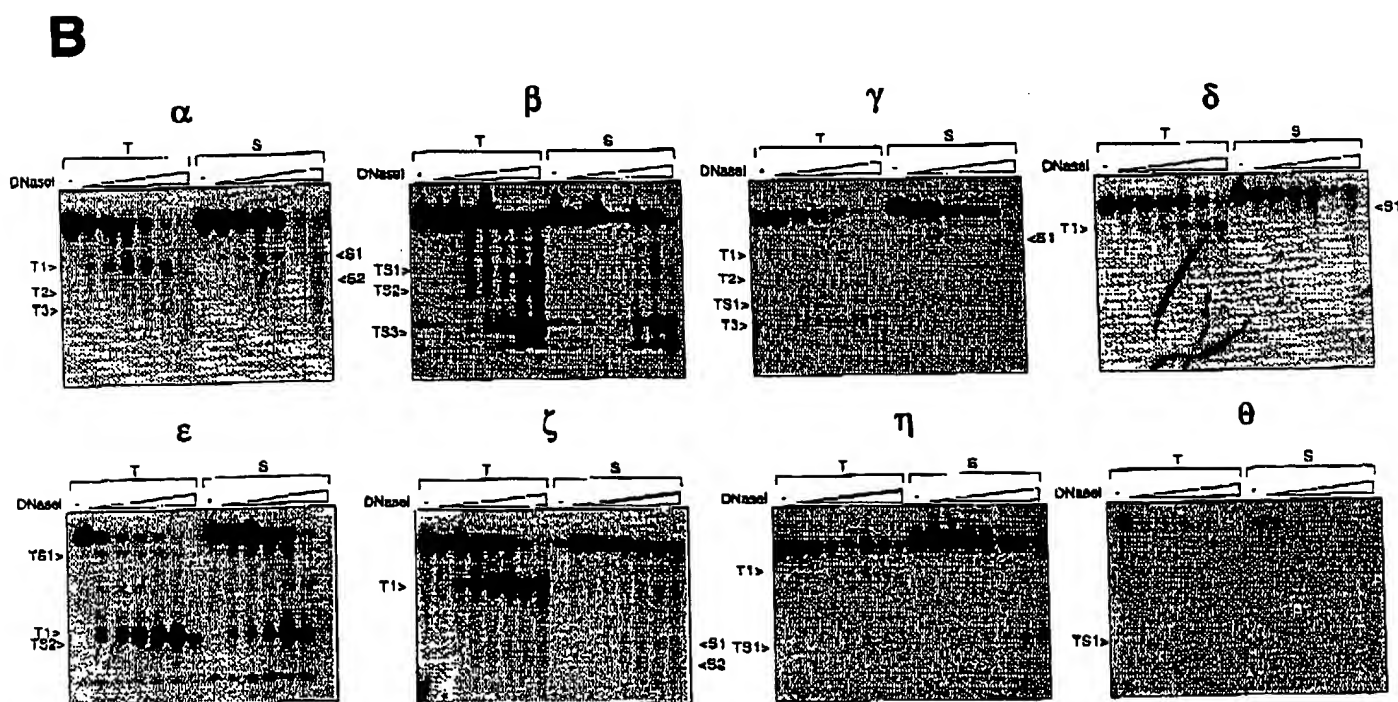 B
α
T S
DNaseI -
T1> <S1
T2> <S2
T3>
β
T S
DNaseI -
TS1>
TS2>
TS3>
γ
T S
DNaseI -
<S1
T1>
T2>
TS1>
T3>
δ
T S
DNaseI -
<S1
T1>
ε
T S
DNaseI -
TS1>
T1>
TS2>
ζ
T S
DNaseI -
T1>
<S1
<S2
η
T S
DNaseI -
T1>
TS1>
θ
T S
DNaseI -
TS1>